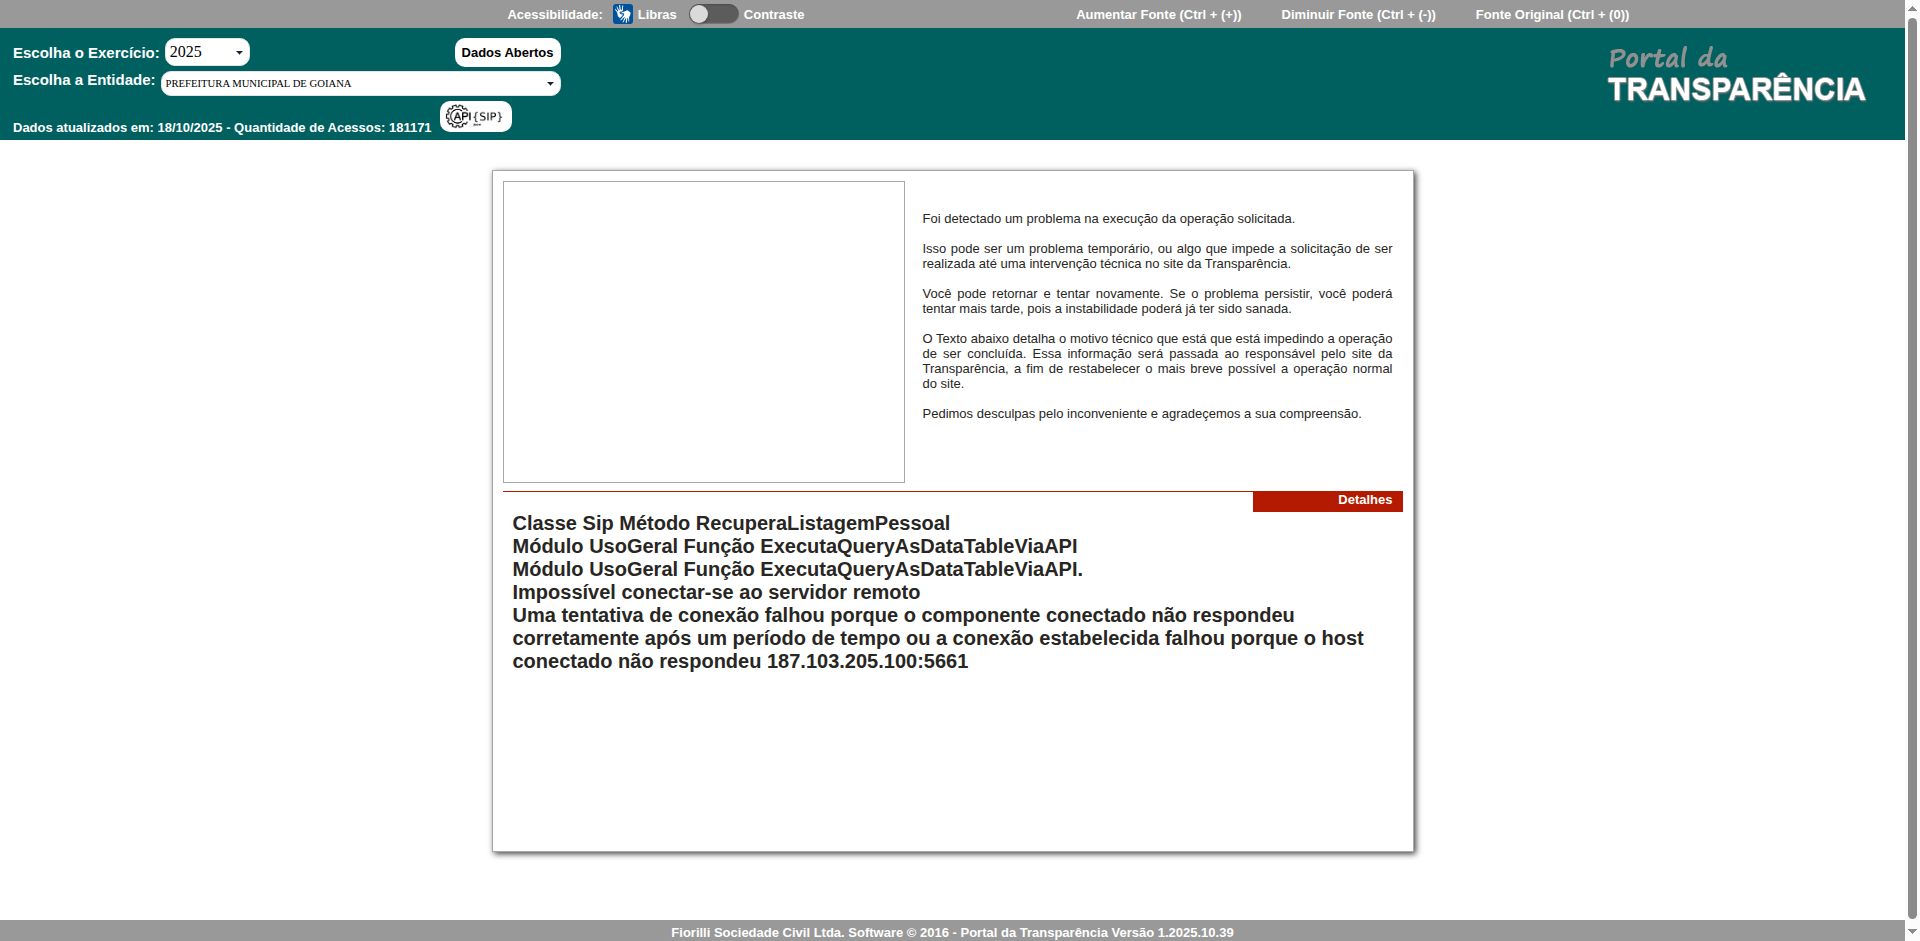 Acessibilidade: Libras Contraste Aumentar Fonte (Ctrl + (+)) Diminuir Fonte (Ctrl + (-)) Fonte Original (Ctrl + (0))
Escolha o Exercício: 2025 Dados Abertos
Escolha a Entidade: PREFEITURA MUNICIPAL DE GOIANA
Dados atualizados em: 18/10/2025 - Quantidade de Acessos: 181171 API {SIP}
Portal da
TRANSPARÊNCIA
Foi detectado um problema na execução da operação solicitada.
Isso pode ser um problema temporário, ou algo que impede a solicitação de ser
realizada até uma intervenção técnica no site da Transparência.
Você pode retornar e tentar novamente. Se o problema persistir, você poderá
tentar mais tarde, pois a instabilidade poderá já ter sido sanada.
O Texto abaixo detalha o motivo técnico que está que está impedindo a operação
de ser concluída. Essa informação será passada ao responsável pelo site da
Transparência, a fim de restabelecer o mais breve possível a operação normal
do site.
Pedimos desculpas pelo inconveniente e agradeçemos a sua compreensão.
Detalhes
Classe Sip Método RecuperaListagemPessoal
Módulo UsoGeral Função ExecutaQueryAsDataTableViaAPI
Módulo UsoGeral Função ExecutaQueryAsDataTableViaAPI.
Impossível conectar-se ao servidor remoto
Uma tentativa de conexão falhou porque o componente conectado não respondeu
corretamente após um período de tempo ou a conexão estabelecida falhou porque o host
conectado não respondeu 187.103.205.100:5661
Fiorilli Sociedade Civil Ltda. Software © 2016 - Portal da Transparência Versão 1.2025.10.39